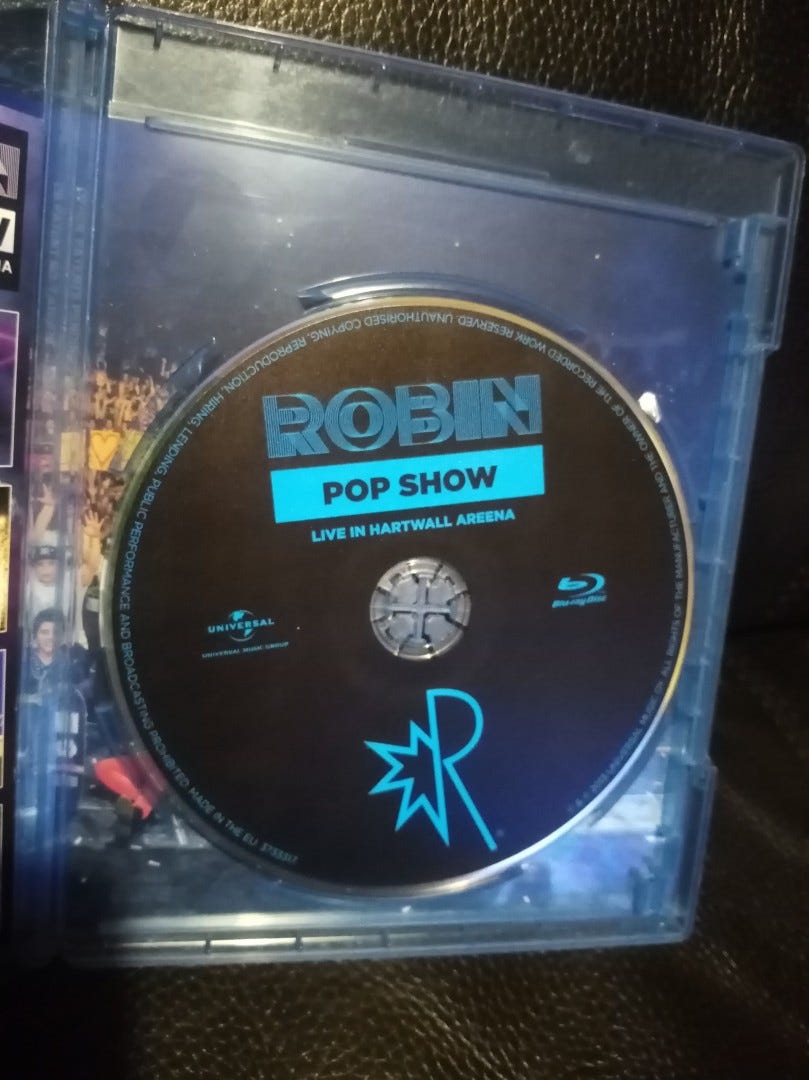 ROBIN
POP SHOW
LIVE IN HARTWALL AREENA
UNIVERSAL
UNIVERSAL MUSIC GROUP
Blu-ray Disc
R
ALL RIGHTS OF THE MANUFACTURER AND THE OWNER OF THE RECORDED WORK RESERVED. UNAUTHORISED COPYING, REPRODUCTION, HIRING, LENDING, PUBLIC PERFORMANCE AND BROADCASTING PROHIBITED. MADE IN THE EU. 3733317